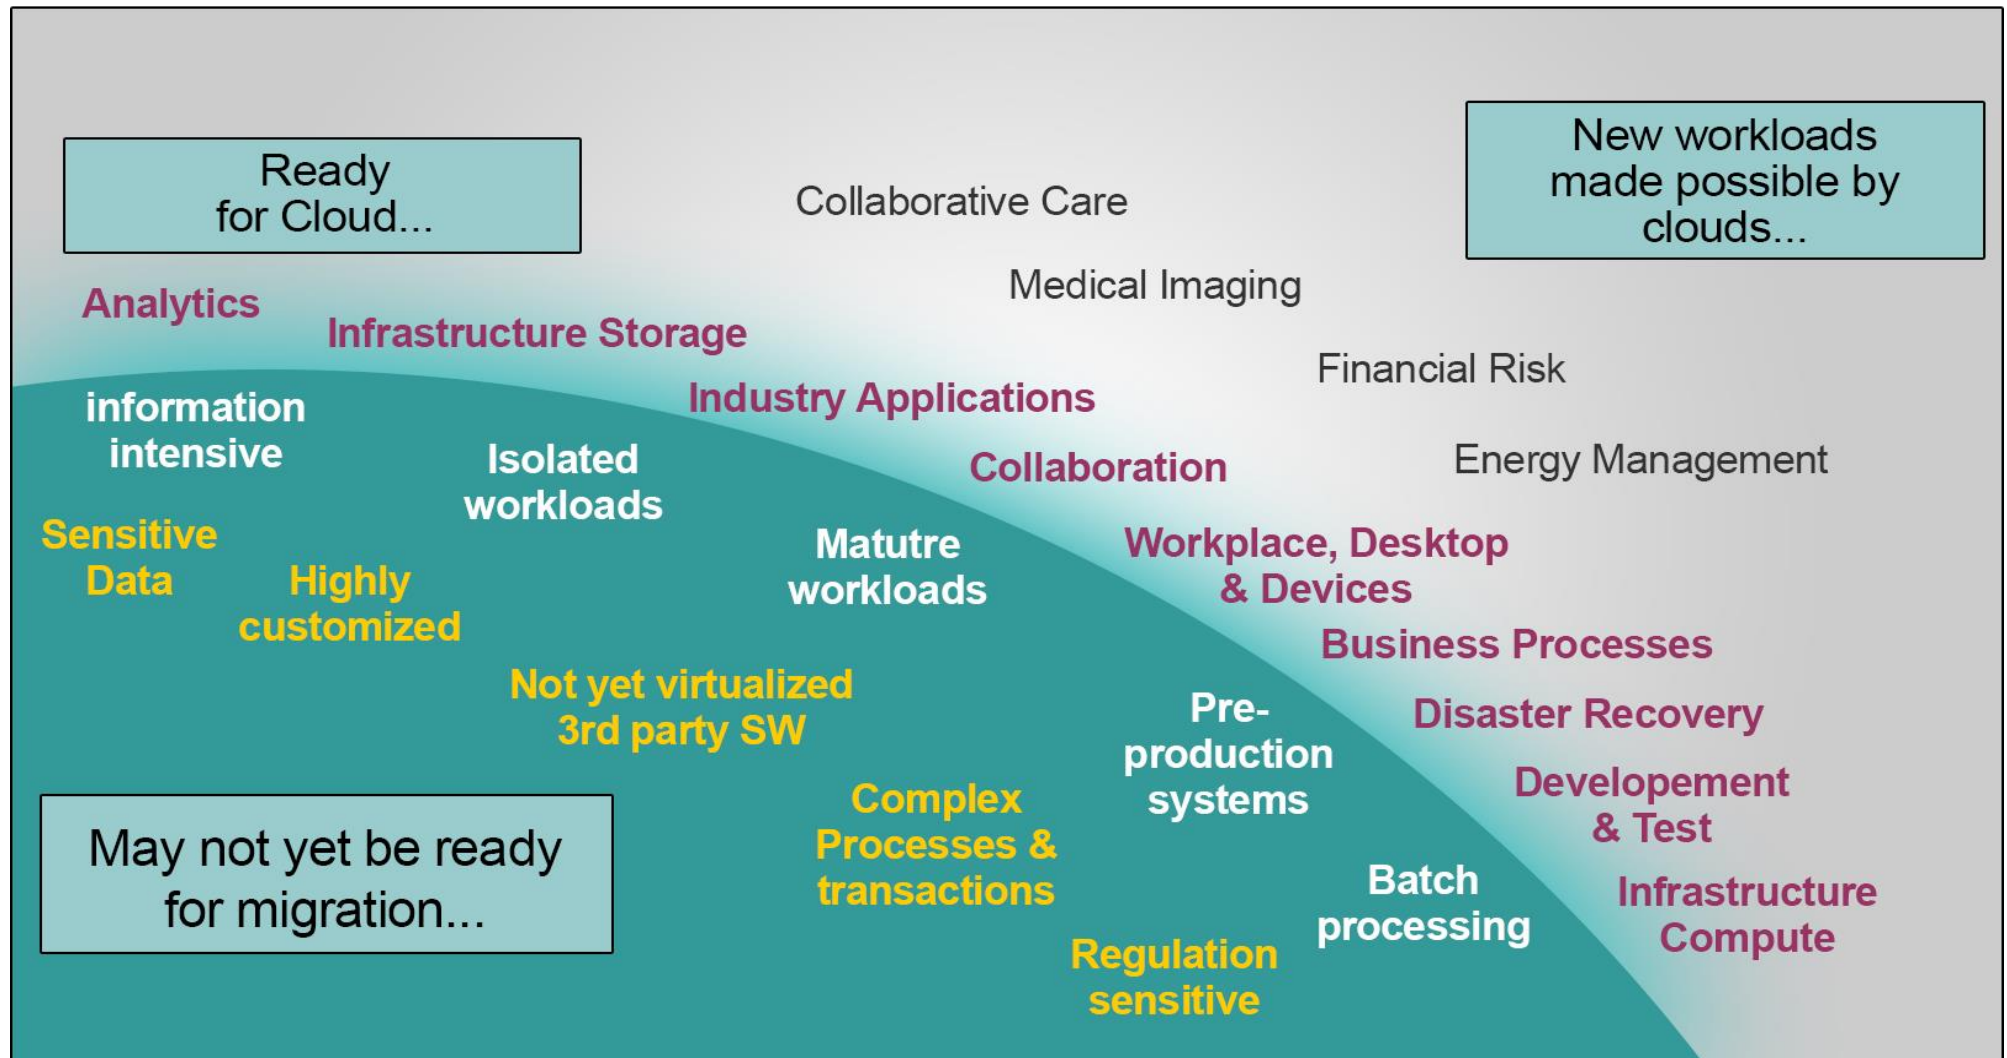 Ready
for Cloud...
New workloads
made possible by
clouds...
Collaborative Care
Medical Imaging
Financial Risk
Energy Management
Analytics
Infrastructure Storage
Industry Applications
Collaboration
Workplace, Desktop
& Devices
Business Processes
Disaster Recovery
Developement
& Test
Infrastructure
Compute
information
intensive
Isolated
workloads
Matutre
workloads
Pre-
production
systems
Batch
processing
Sensitive
Data
Highly
customized
Not yet virtualized
3rd party SW
Complex
Processes &
transactions
Regulation
sensitive
May not yet be ready
for migration...